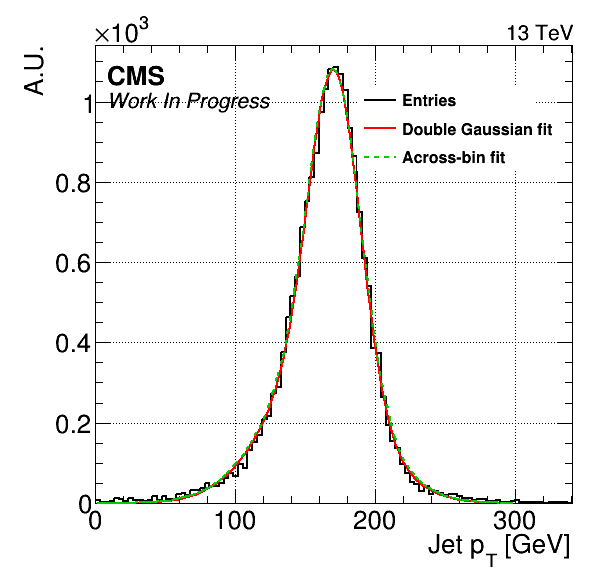 ×10³
13 TeV
A.U.
CMS
Work In Progress
Entries
Double Gaussian fit
Across-bin fit
1
0.8
0.6
0.4
0.2
0
0 100 200 300
Jet p_T [GeV]